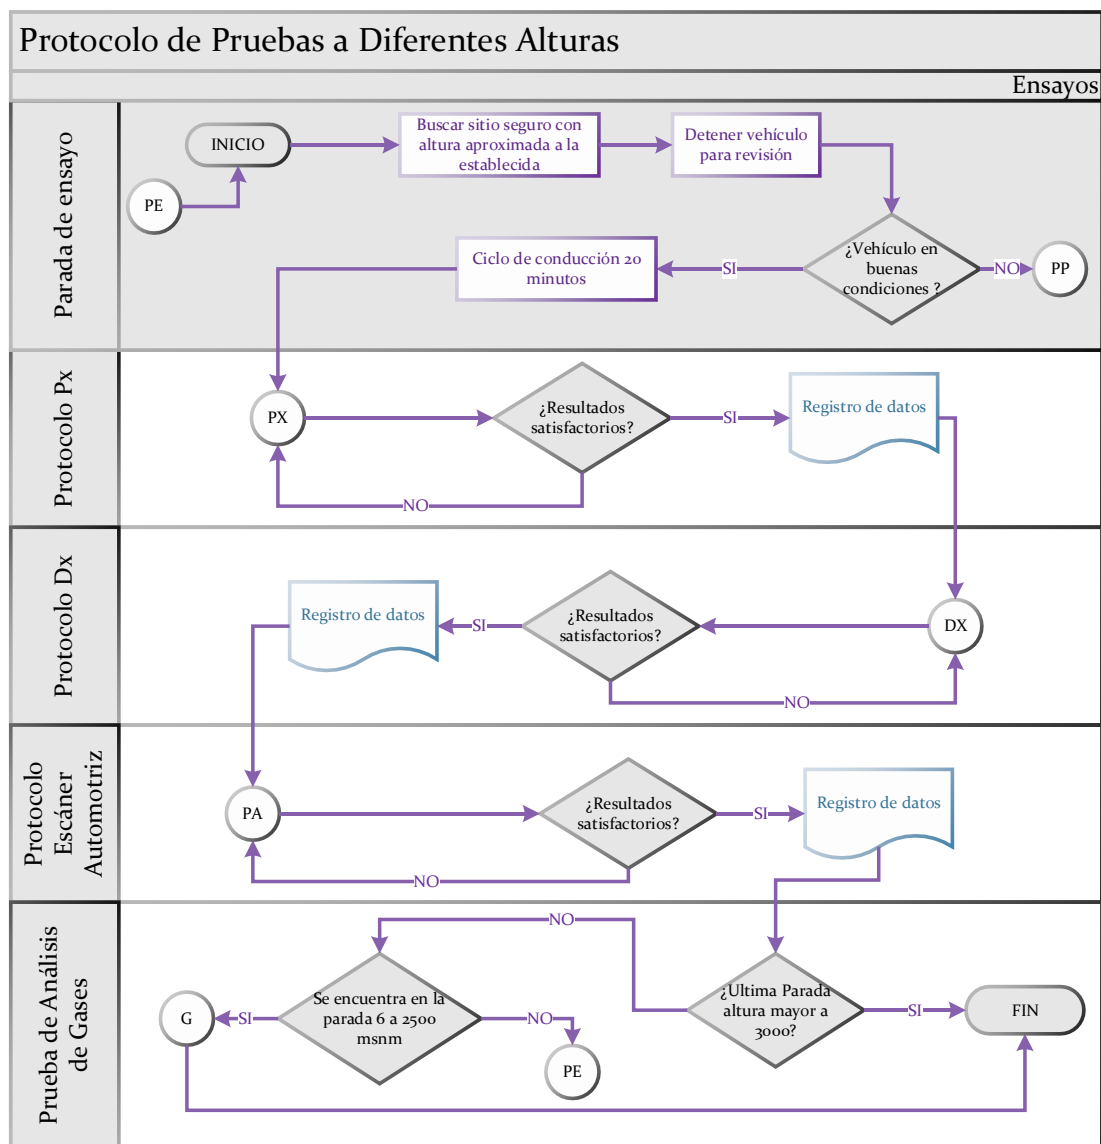 Protocolo de Pruebas a Diferentes Alturas
Ensayos
Parada de ensayo
INICIO
Buscar sitio seguro con
altura aproximada a la
establecida
Detener vehículo
para revisión
PE
Ciclo de conducción 20
minutos
SI
¿Vehículo en
buenas
condiciones ?
NO
PP
Protocolo Px
PX
¿Resultados
satisfactorios?
SI
Registro de datos
NO
Protocolo Dx
Registro de datos
SI
¿Resultados
satisfactorios?
DX
NO
Protocolo
Escáner
Automotriz
PA
¿Resultados
satisfactorios?
SI
Registro de datos
NO
Prueba de Análisis
de Gases
NO
G
SI
Se encuentra en la
parada 6 a 2500
msnm
NO
PE
¿Ultima Parada
altura mayor a
3000?
SI
FIN